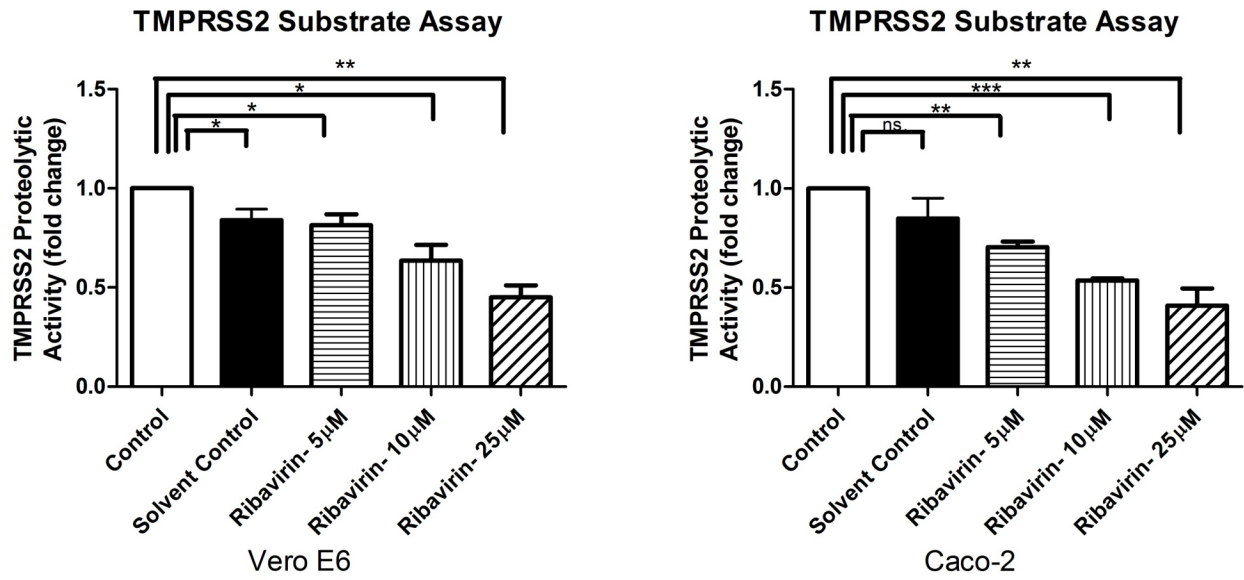 TMPRSS2 Substrate Assay
**
*
*
*
1.5
1.0
0.5
0.0
TMPRSS2 Proteolytic
Activity (fold change)
Control
Solvent Control
Ribavirin- 5µM
Ribavirin- 10µM
Ribavirin- 25µM
Vero E6
TMPRSS2 Substrate Assay
**
***
**
ns.
1.5
1.0
0.5
0.0
TMPRSS2 Proteolytic
Activity (fold change)
Control
Solvent Control
Ribavirin- 5µM
Ribavirin- 10µM
Ribavirin- 25µM
Caco-2